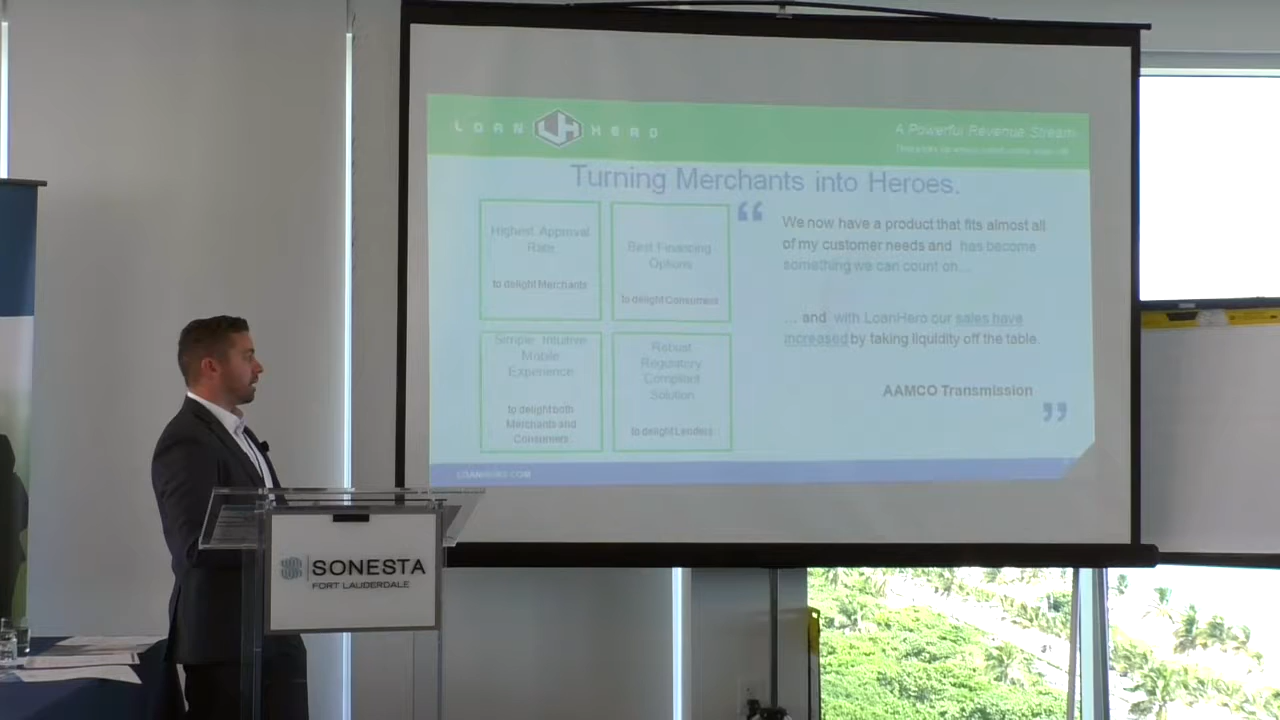 LOAN LH HERO
A Powerful Revenue Stream
Turning Merchants into Heroes.
Highest Approval
Rate
to delight Merchants
Best Financing
Options
to delight Consumers
Simple, Intuitive
Mobile
Experience
to delight both
Merchants and
Consumers
Robust
Regulatory
Compliant
Solution
to delight Lenders
“
We now have a product that fits almost all
of my customer needs and has become
something we can count on...
... and with LoanHero our sales have
increased by taking liquidity off the table.
AAMCO Transmission
”
LOANHERO.COM
SONESTA
FORT LAUDERDALE